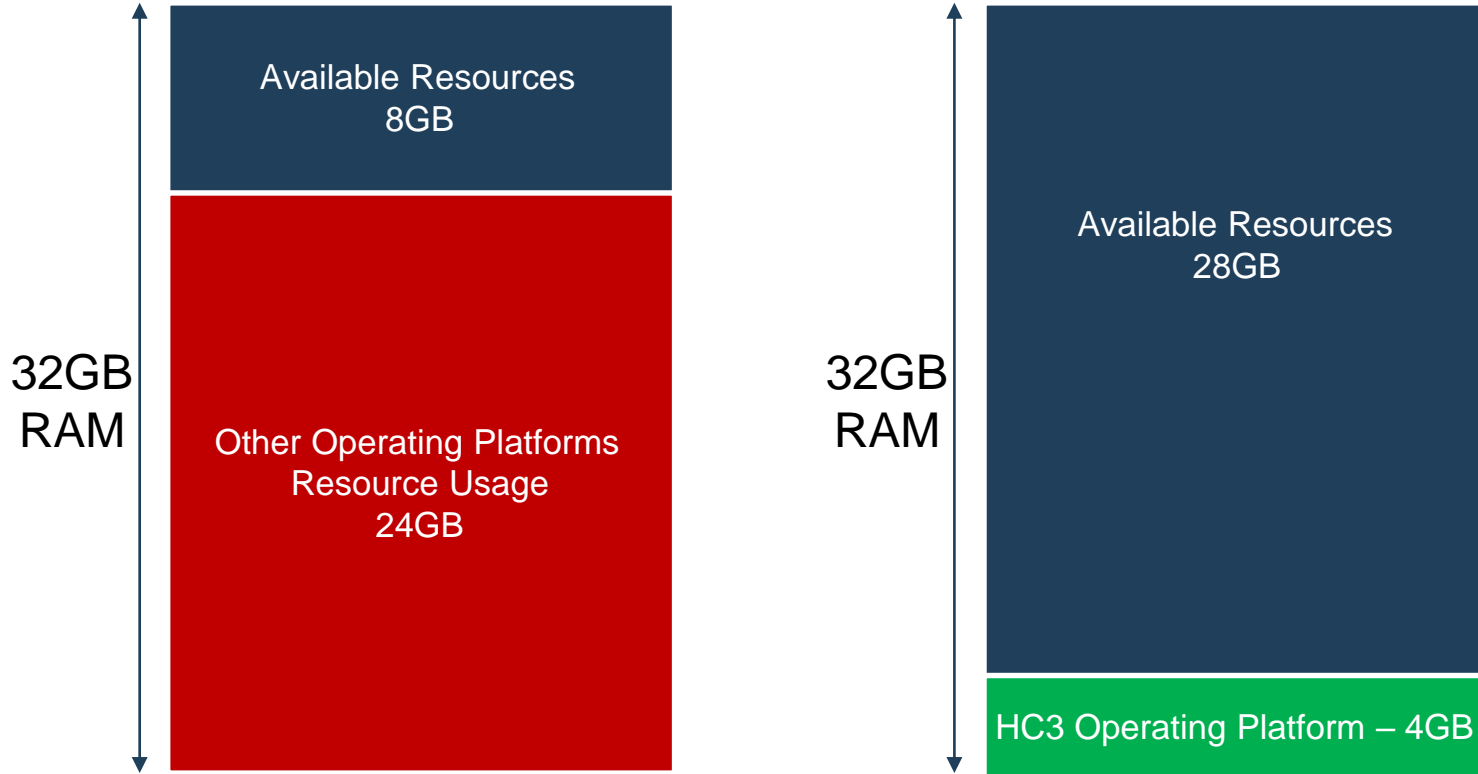 32GB
RAM
Available Resources
8GB
Other Operating Platforms
Resource Usage
24GB
32GB
RAM
Available Resources
28GB
HC3 Operating Platform – 4GB